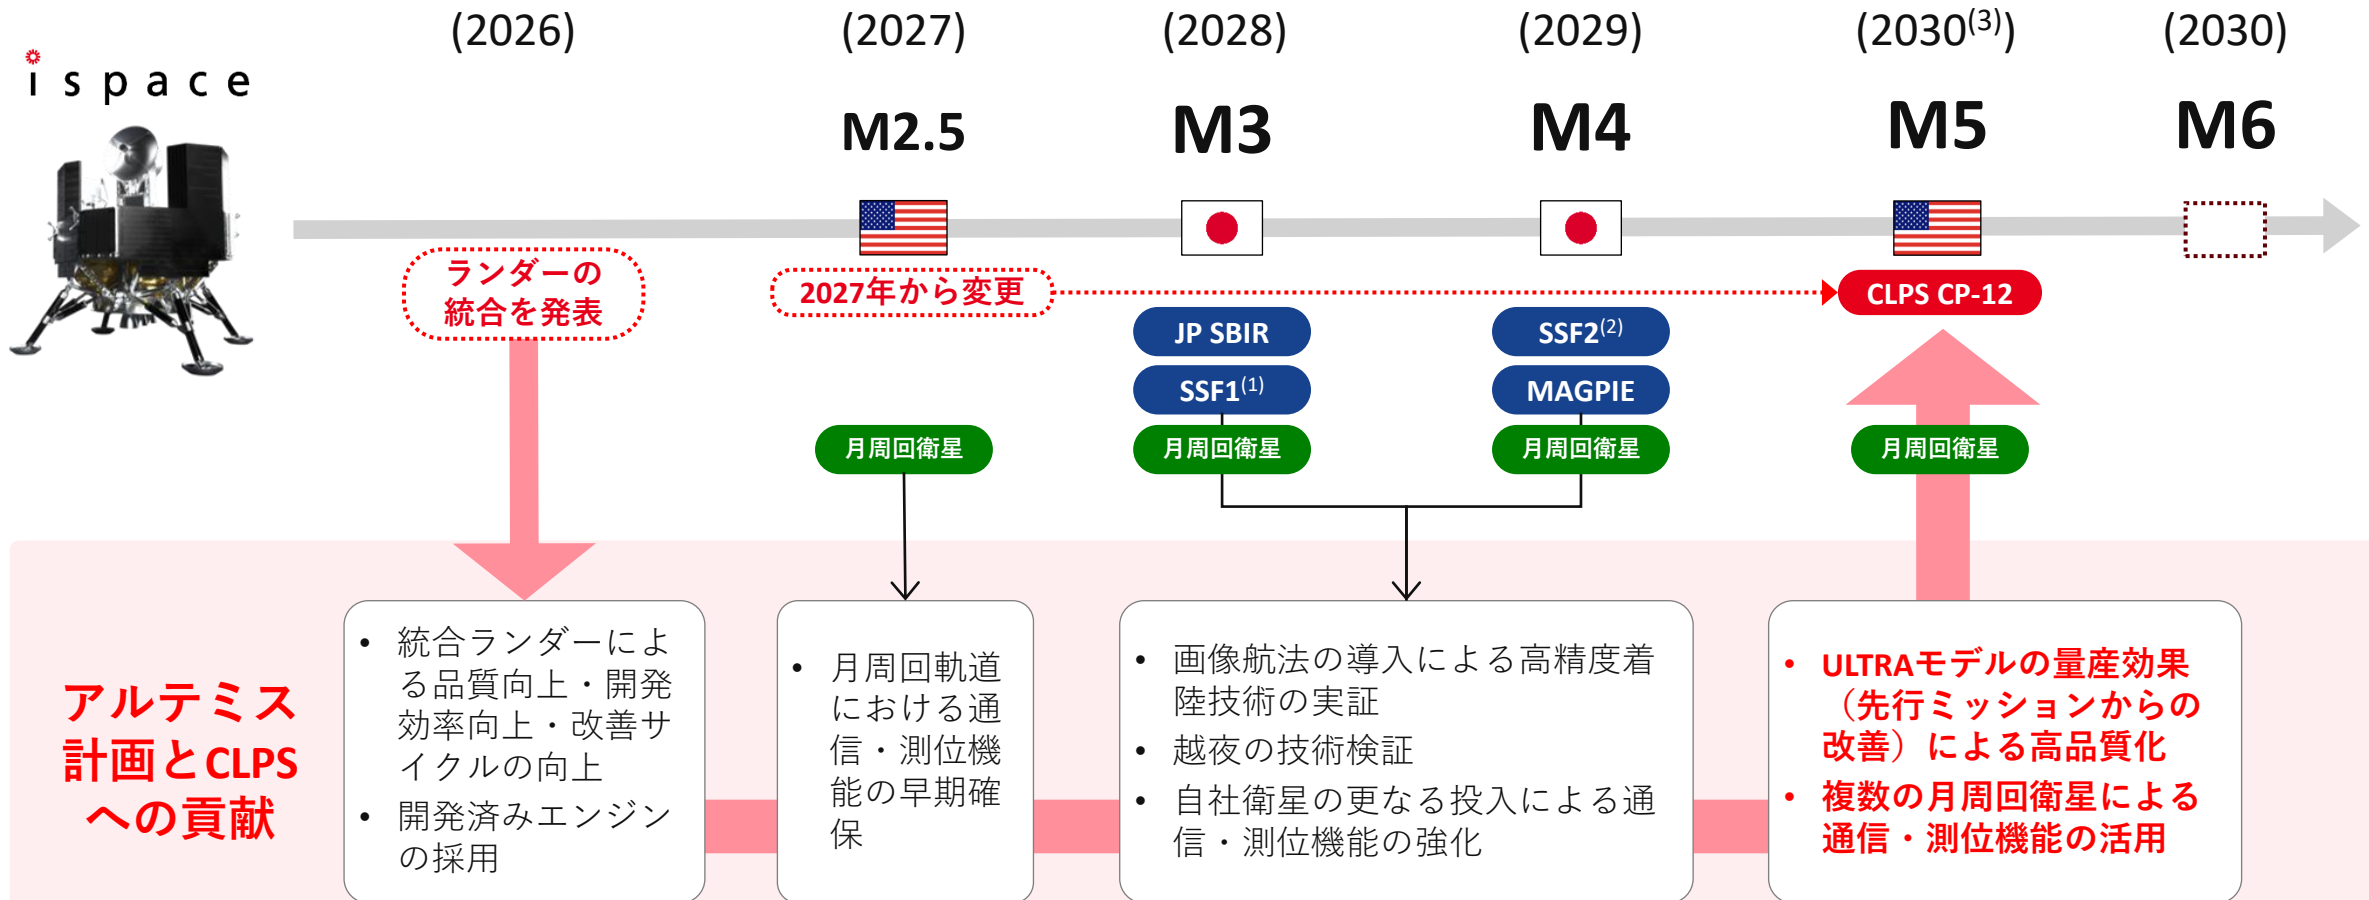 (2026) (2027) (2028) (2029) (2030(3)) (2030)
ispace
M2.5 M3 M4 M5 M6
ランダーの
統合を発表
2027年から変更
CLPS CP-12
JP SBIR
SSF2(2)
SSF1(1)
MAGPIE
月周回衛星
月周回衛星
月周回衛星
月周回衛星
アルテミス
計画とCLPS
への貢献
• 統合ランダーによ
る品質向上・開発
効率向上・改善サ
イクルの向上
• 開発済みエンジン
の採用
• 月周回軌道
における通
信・測位機
能の早期確
保
• 画像航法の導入による高精度着
陸技術の実証
• 越夜の技術検証
• 自社衛星の更なる投入による通
信・測位機能の強化
• ULTRAモデルの量産効果
（先行ミッションからの
改善）による高品質化
• 複数の月周回衛星による
通信・測位機能の活用